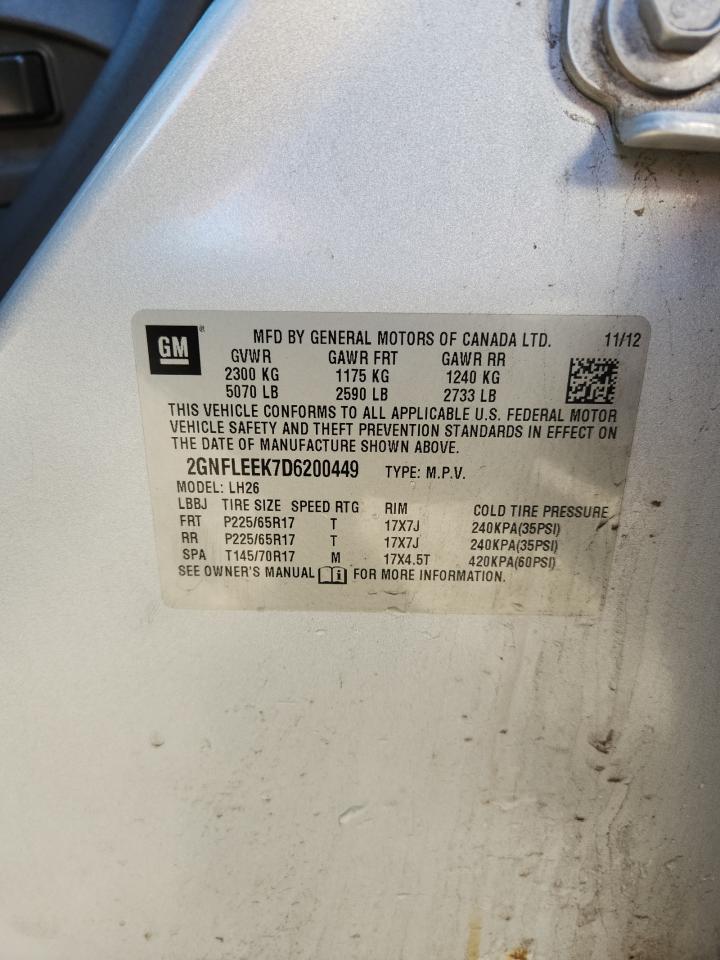 GM ® MFD BY GENERAL MOTORS OF CANADA LTD. 11/12
GVWR GAWR FRT GAWR RR
2300 KG 1175 KG 1240 KG
5070 LB 2590 LB 2733 LB
THIS VEHICLE CONFORMS TO ALL APPLICABLE U.S. FEDERAL MOTOR
VEHICLE SAFETY AND THEFT PREVENTION STANDARDS IN EFFECT ON
THE DATE OF MANUFACTURE SHOWN ABOVE.
2GNFLEEK7D6200449 TYPE: M.P.V.
MODEL: LH26
LBBJ TIRE SIZE SPEED RTG RIM COLD TIRE PRESSURE
FRT P225/65R17 T 17X7J 240KPA(35PSI)
RR P225/65R17 T 17X7J 240KPA(35PSI)
SPA T145/70R17 M 17X4.5T 420KPA(60PSI)
SEE OWNER'S MANUAL i FOR MORE INFORMATION.